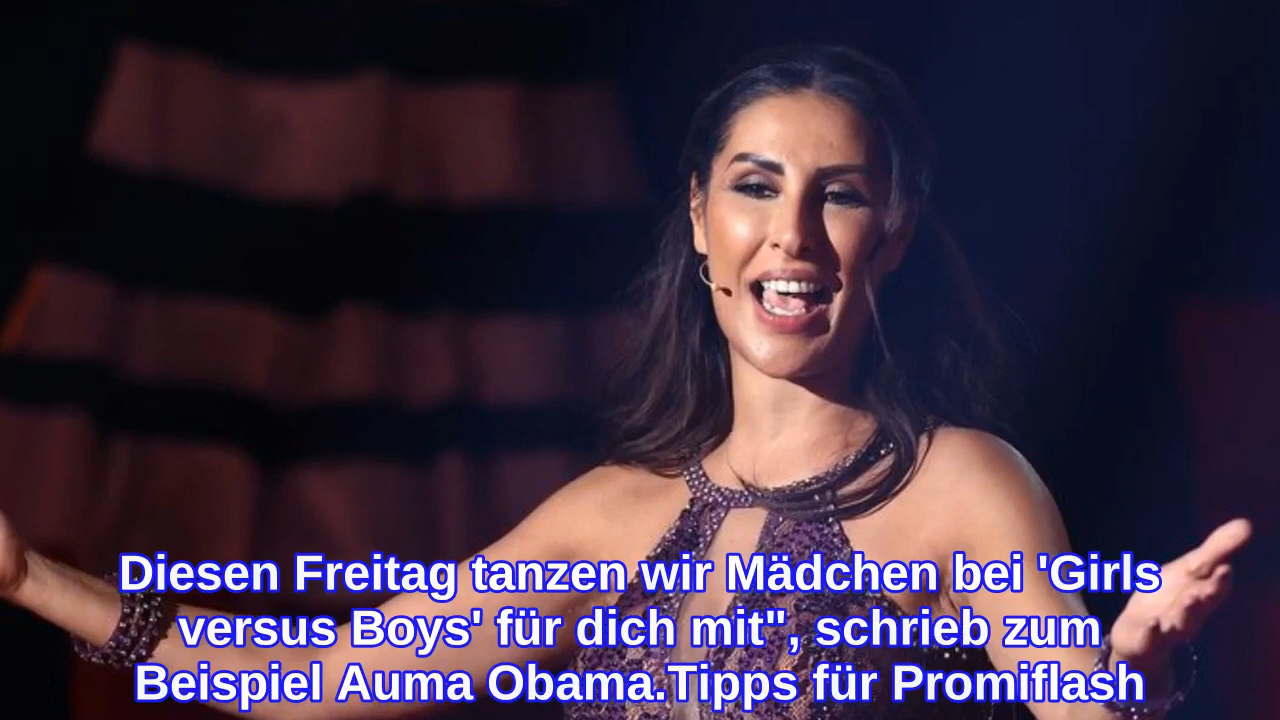 Diesen Freitag tanzen wir Mädchen bei 'Girls
versus Boys' für dich mit", schrieb zum
Beispiel Auma Obama.Tipps für Promiflash